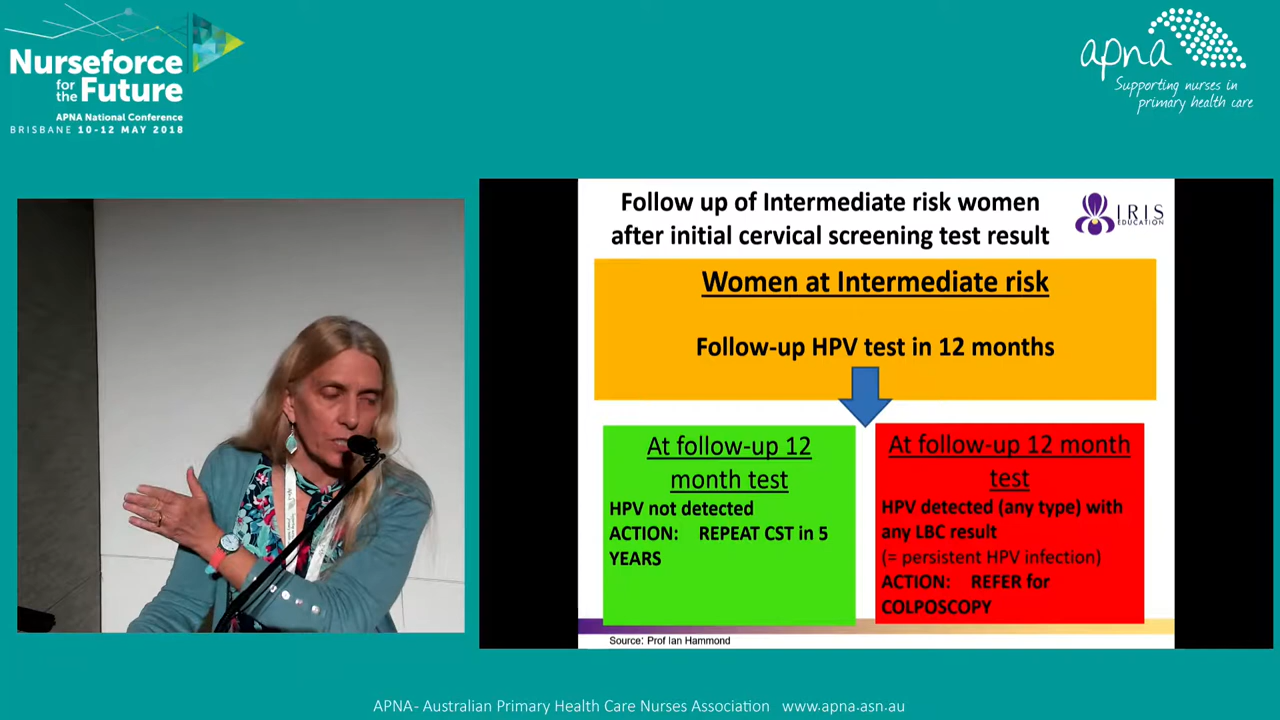 Nurseforce
for
the Future
APNA National Conference
BRISBANE 10-12 MAY 2018
apna
Supporting nurses in
primary health care
Follow up of Intermediate risk women
after initial cervical screening test result
IRIS
EDUCATION
Women at Intermediate risk
Follow-up HPV test in 12 months
At follow-up 12
month test
HPV not detected
ACTION: REPEAT CST in 5
YEARS
At follow-up 12 month
test
HPV detected (any type) with
any LBC result
(= persistent HPV infection)
ACTION: REFER for
COLPOSCOPY
Source: Prof Ian Hammond
APNA- Australian Primary Health Care Nurses Association www.apna.asn.au